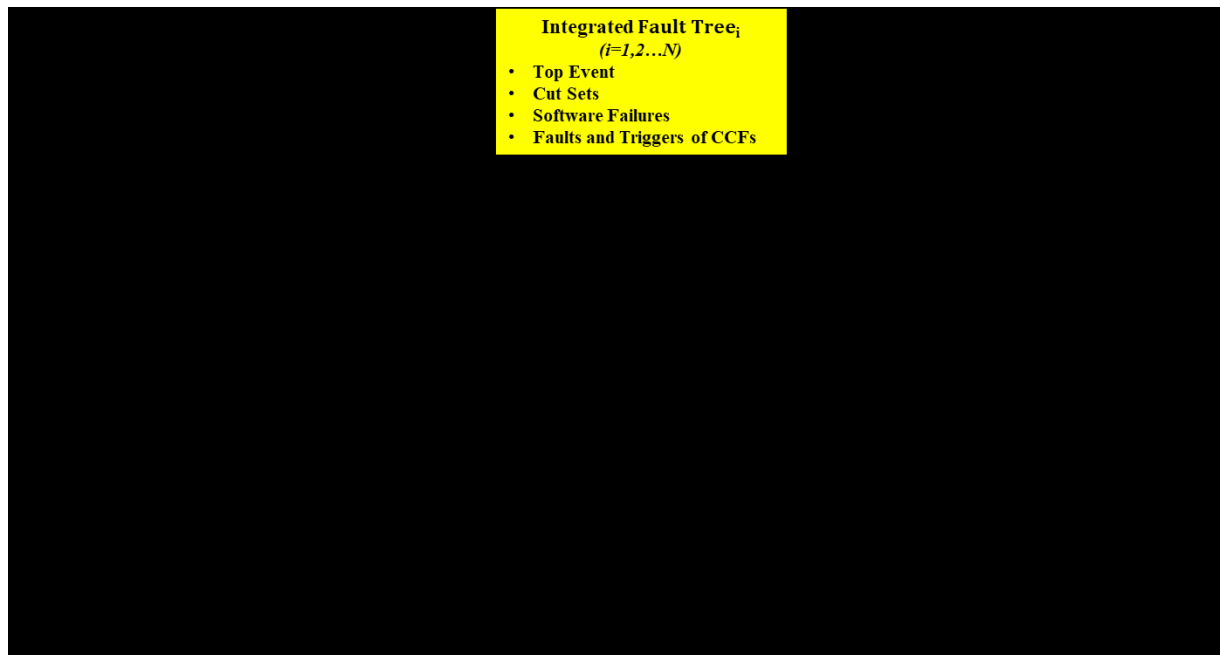 Integrated Fault Treeᵢ
(i=1,2…N)
• Top Event
• Cut Sets
• Software Failures
• Faults and Triggers of CCFs